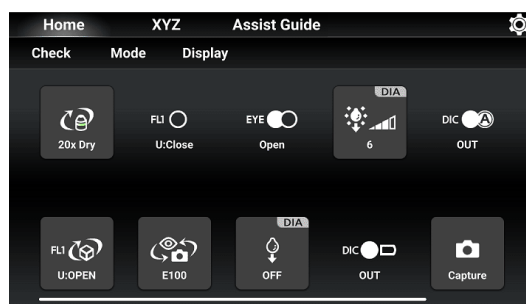 Home XYZ Assist Guide
Check Mode Display
DIA
FL1 EYE DIC A
20x Dry U:Close Open 6 OUT
DIA
FL1 DIC
U:OPEN E100 OFF OUT Capture